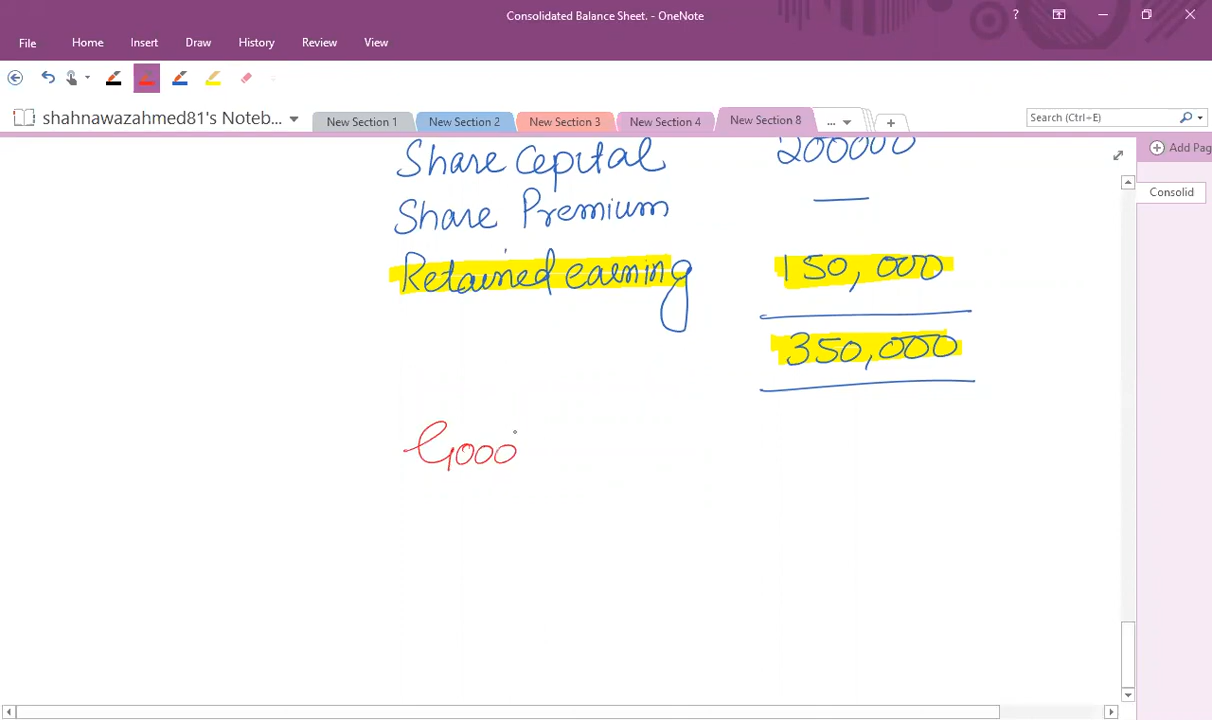 Consolidated Balance Sheet. - OneNote
?
File Home Insert Draw History Review View
shahnawazahmed81's Noteb... New Section 1 New Section 2 New Section 3 New Section 4 New Section 8 ... + Search (Ctrl+E)
Add Pag
Consolid
Share Cepital 200000
Share Premium —
Retained earning 150,000
350,000
Gooo